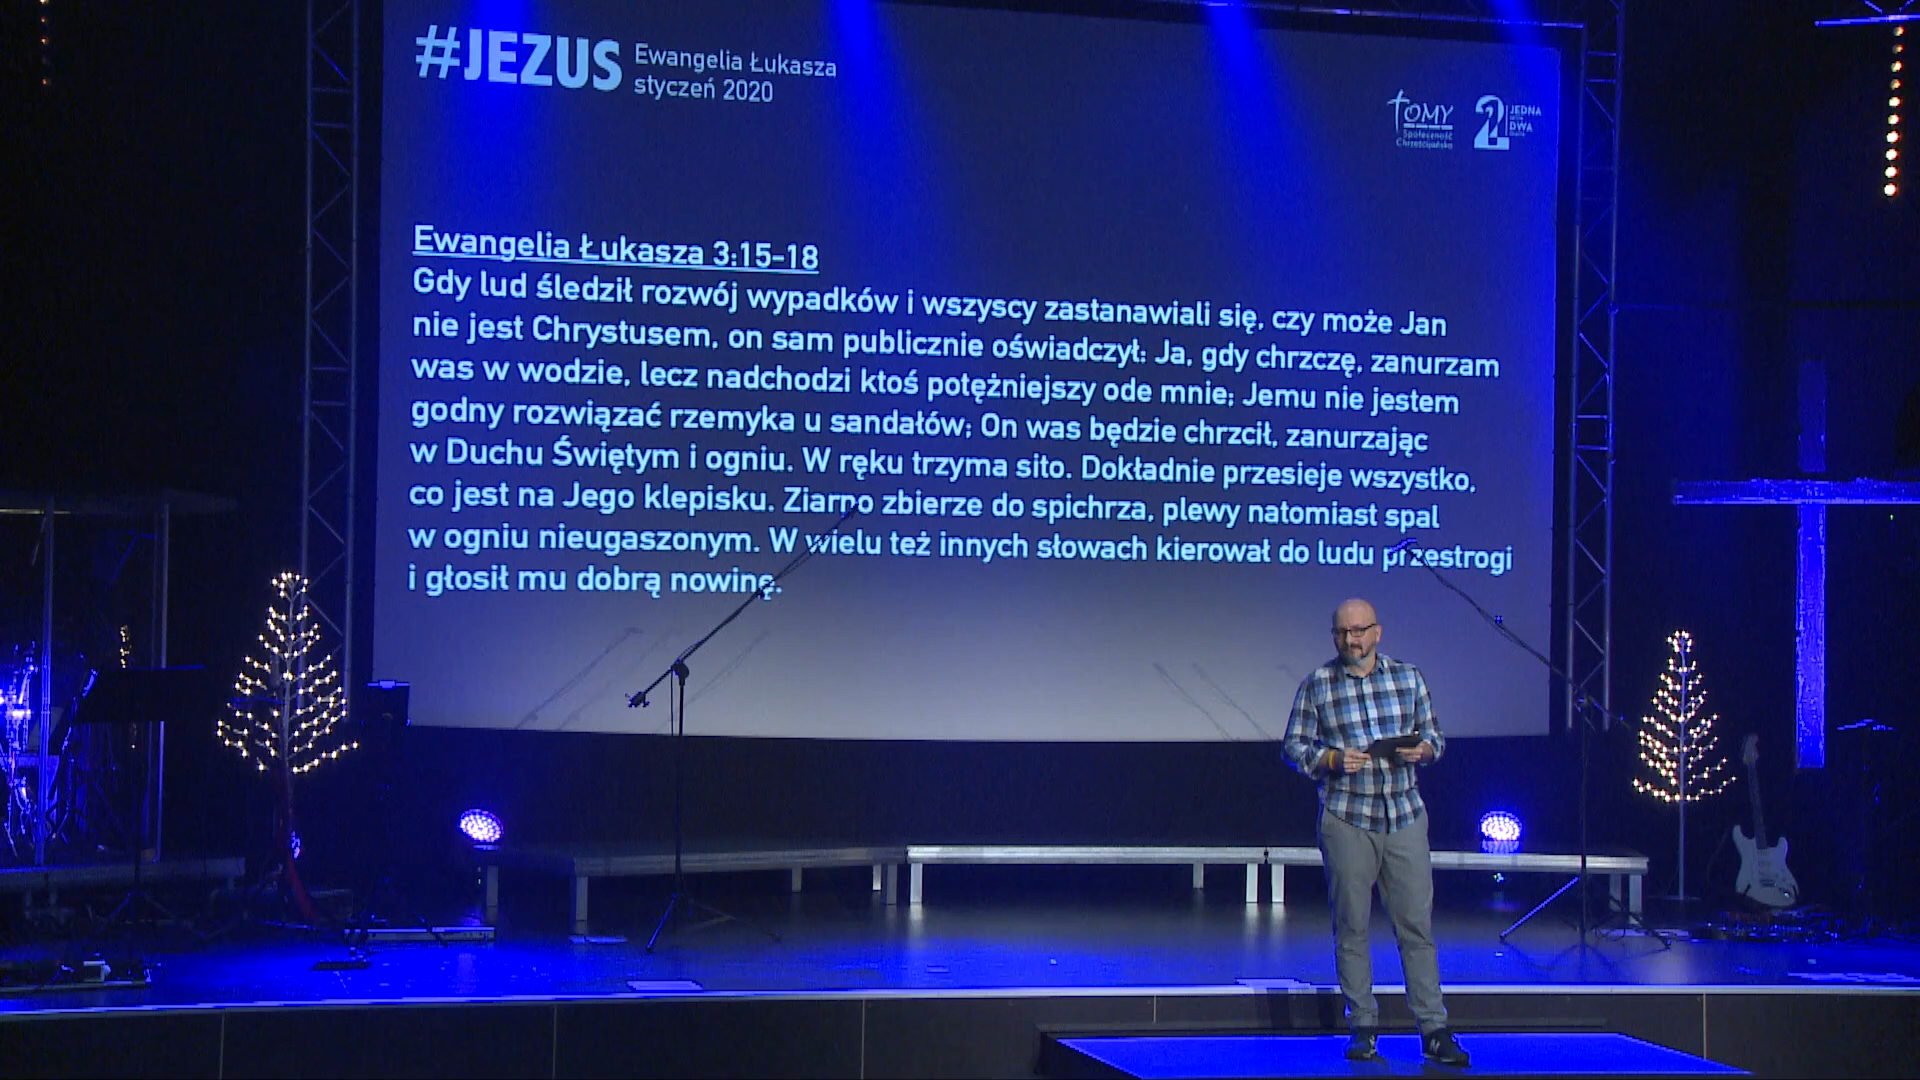 #JEZUS
Ewangelia Łukasza
styczeń 2020
TOMY
Społeczność
Chrześcijańska
21
JEDNA
DWA
Ewangelia Łukasza 3:15-18
Gdy lud śledził rozwój wypadków i wszyscy zastanawiali się, czy może Jan
nie jest Chrystusem, on sam publicznie oświadczył: Ja, gdy chrzczę, zanurzam
was w wodzie, lecz nadchodzi ktoś potężniejszy ode mnie; Jemu nie jestem
godny rozwiązać rzemyka u sandałów; On was będzie chrzcił, zanurzając
w Duchu Świętym i ogniu. W ręku trzyma sito. Dokładnie przesieje wszystko,
co jest na Jego klepisku. Ziarno zbierze do spichrza, plewy natomiast spal
w ogniu nieugaszonym. W wielu też innych słowach kierował do ludu przestrogi
i głosił mu dobrą nowinę.